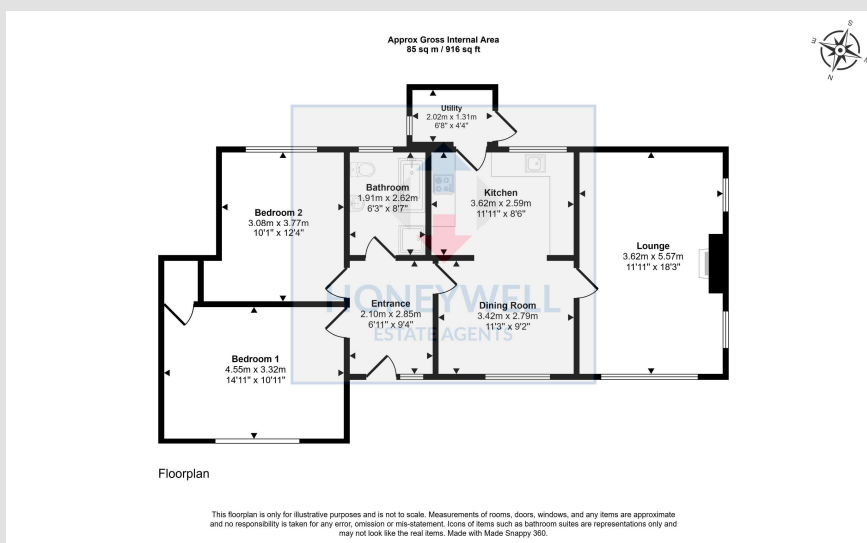 Approx Gross Internal Area
85 sq m / 916 sq ft
S
E
N
Utility
2.02m x 1.31m
6'8" x 4'4"
Bathroom
1.91m x 2.62m
6'3" x 8'7"
Kitchen
3.62m x 2.59m
11'11" x 8'6"
Bedroom 2
3.08m x 3.77m
10'1" x 12'4"
Lounge
3.62m x 5.57m
11'11" x 18'3"
HONEYWELL
ESTATE AGENTS
Entrance
2.10m x 2.85m
6'11" x 9'4"
Dining Room
3.42m x 2.79m
11'3" x 9'2"
Bedroom 1
4.55m x 3.32m
14'11" x 10'11"
Floorplan
This floorplan is only for illustrative purposes and is not to scale. Measurements of rooms, doors, windows, and any items are approximate
and no responsibility is taken for any error, omission or mis-statement. Icons of items such as bathroom suites are representations only and
may not look like the real items. Made with Made Snappy 360.